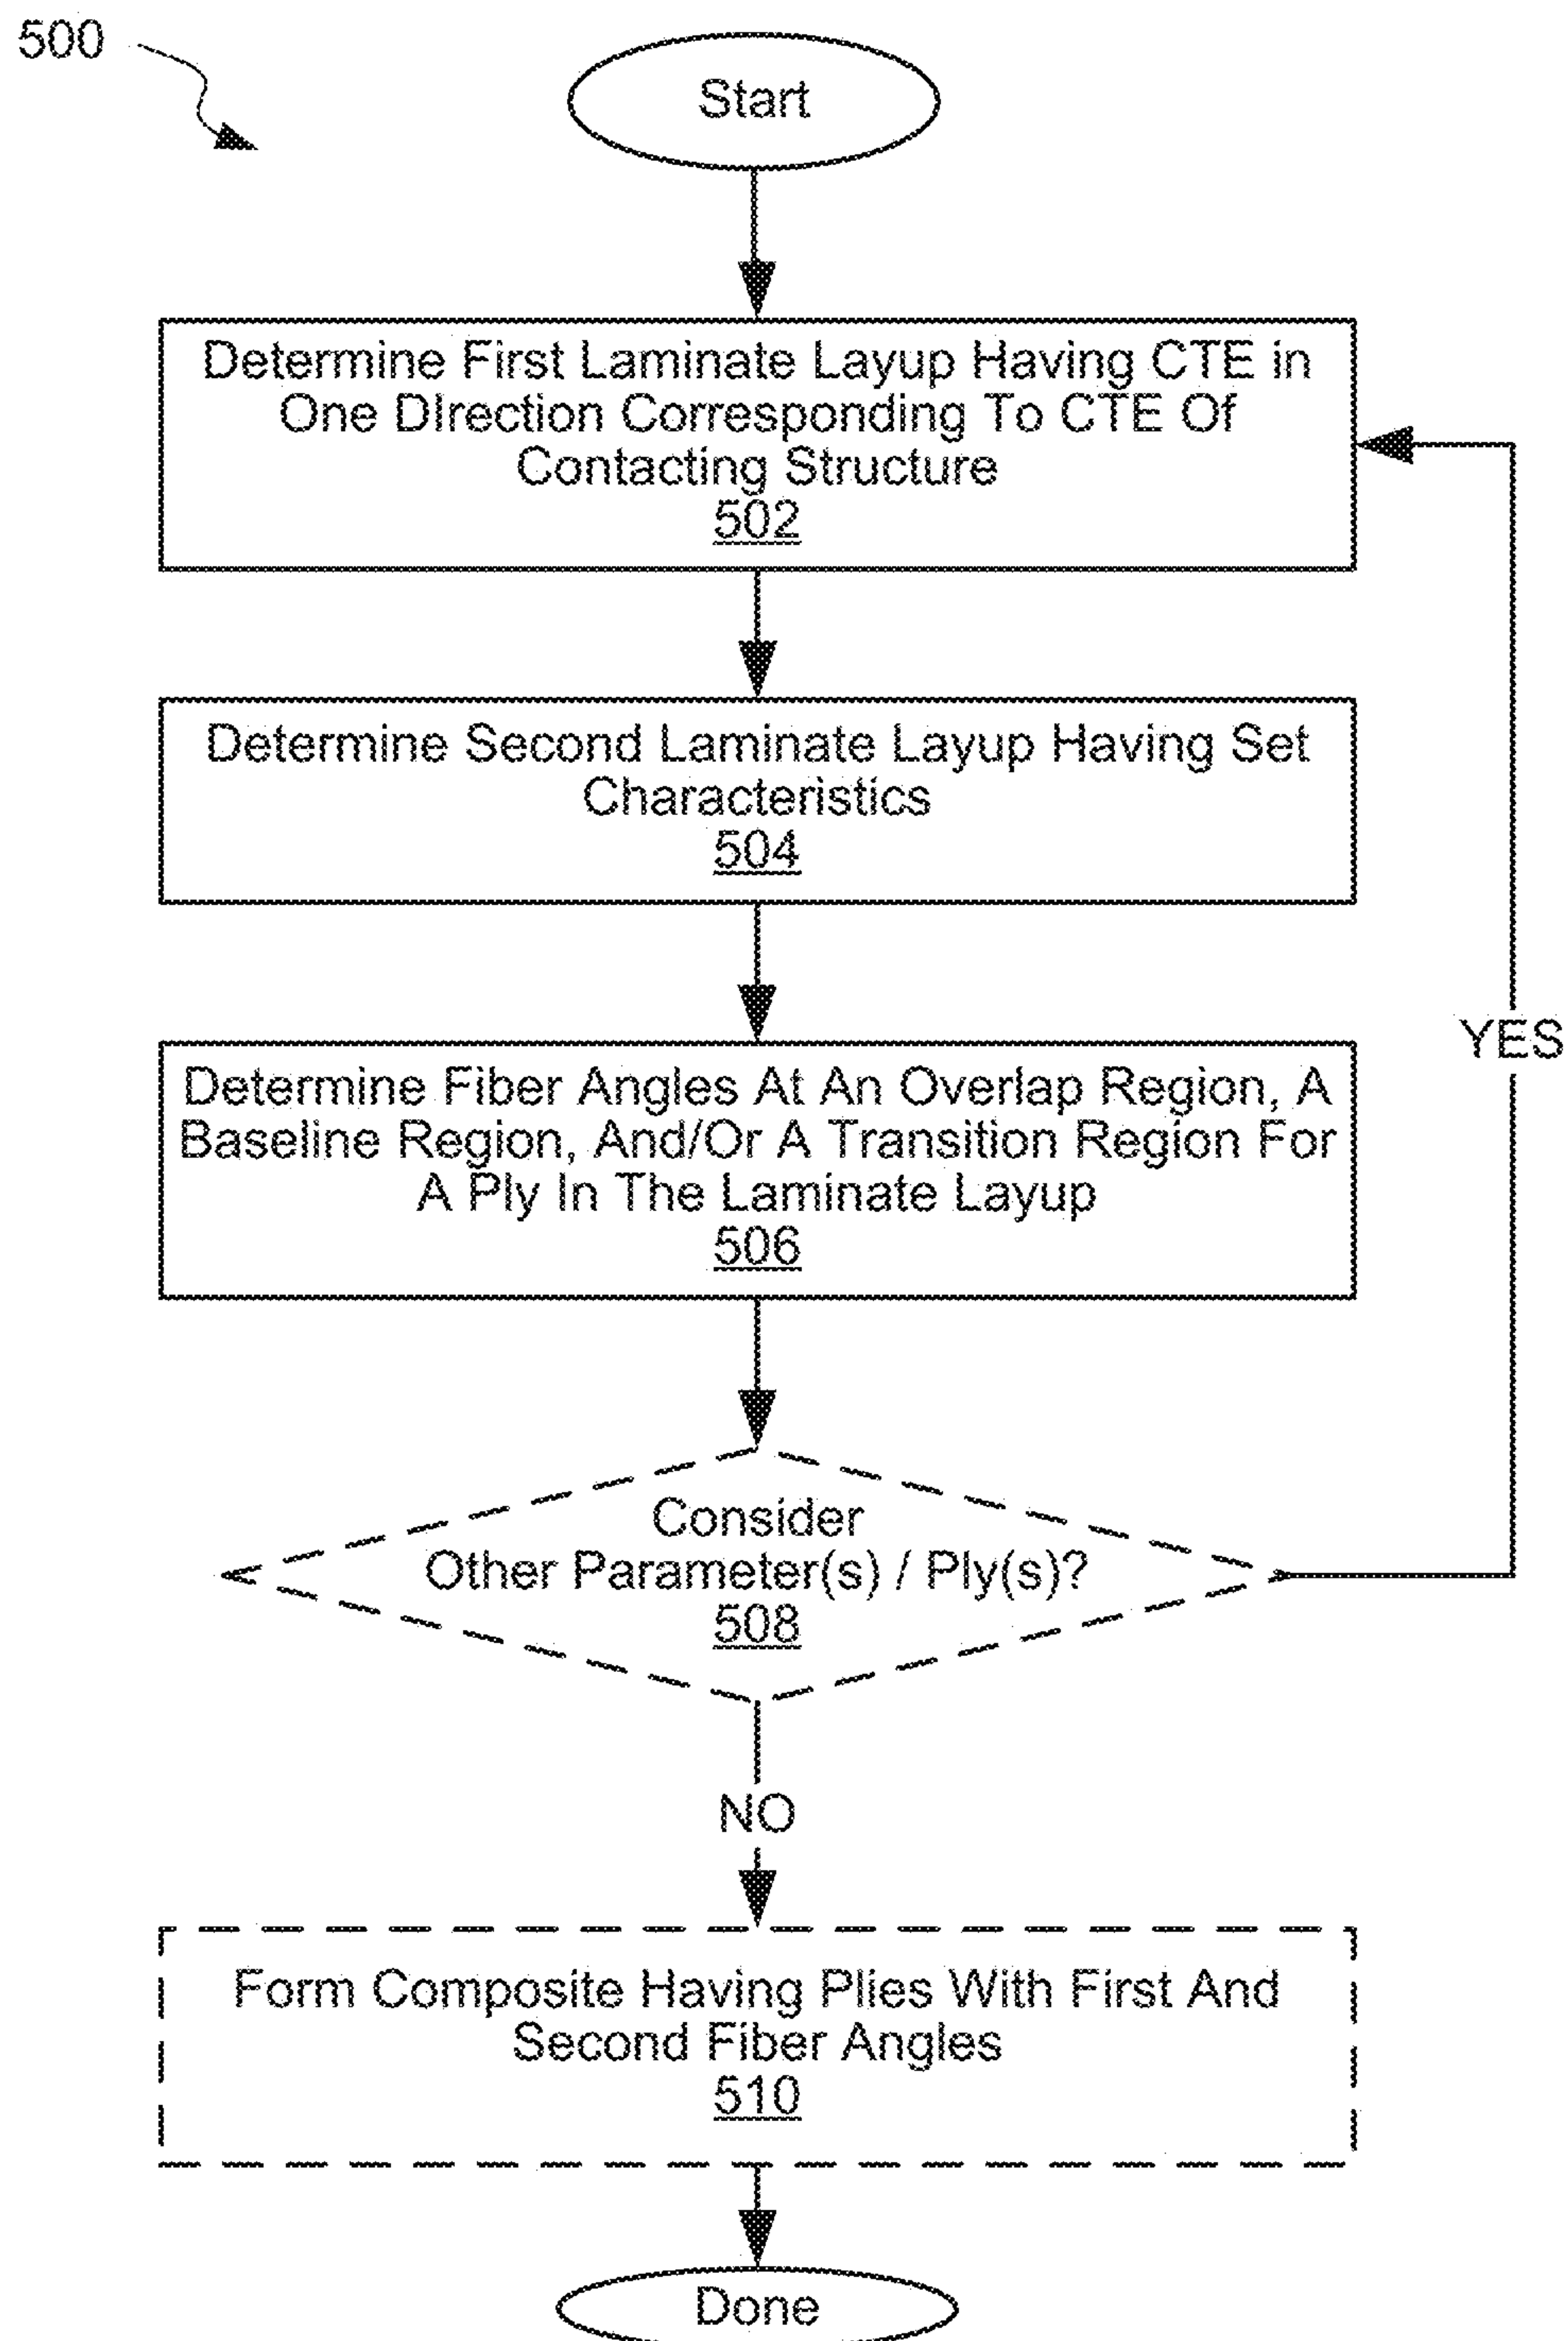 500
Start
Determine First Laminate Layup Having CTE in
One DIrection Corresponding To CTE Of
Contacting Structure
502
Determine Second Laminate Layup Having Set
Characteristics
504
Determine Fiber Angles At An Overlap Region, A
Baseline Region, And/Or A Transition Region For
A Ply In The Laminate Layup
506
YES
Consider
Other Parameter(s) / Ply(s)?
508
NO
Form Composite Having Plies With First And
Second Fiber Angles
510
Done